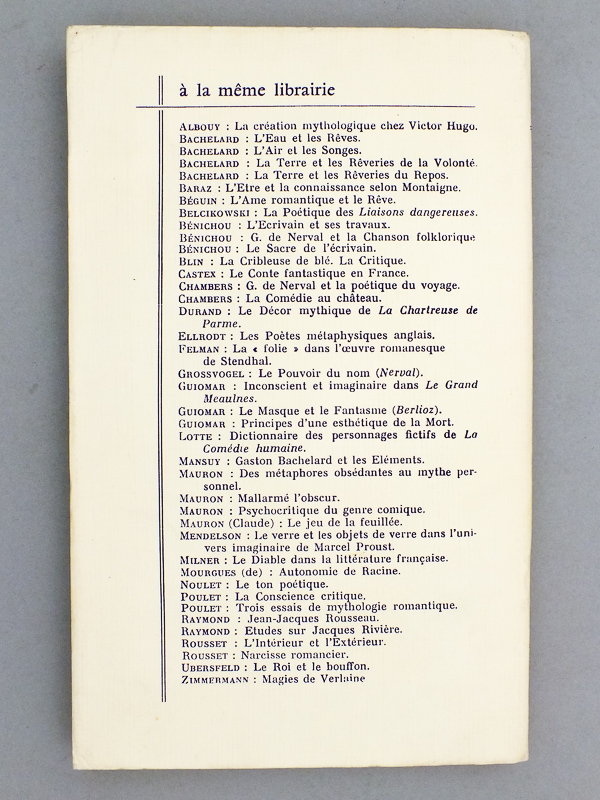 à la même librairie
ALBOUY : La création mythologique chez Victor Hugo.
BACHELARD : L'Eau et les Rêves.
BACHELARD : L'Air et les Songes.
BACHELARD : La Terre et les Rêveries de la Volonté.
BACHELARD : La Terre et les Rêveries du Repos.
BARAZ : L'Etre et la connaissance selon Montaigne.
BÉGUIN : L'Ame romantique et le Rêve.
BELCIKOWSKI : La Poétique des Liaisons dangereuses.
BÉNICHOU : L'Ecrivain et ses travaux.
BÉNICHOU : G. de Nerval et la Chanson folklorique
BÉNICHOU : Le Sacre de l'écrivain.
BLIN : La Cribleuse de blé. La Critique.
CASTEX : Le Conte fantastique en France.
CHAMBERS : G. de Nerval et la poétique du voyage.
CHAMBERS : La Comédie au château.
DURAND : Le Décor mythique de La Chartreuse de
Parme.
ELLRODT : Les Poètes métaphysiques anglais.
FELMAN : La « folie » dans l'œuvre romanesque
de Stendhal.
GROSSVOGEL : Le Pouvoir du nom (Nerval).
GUIOMAR : Inconscient et imaginaire dans Le Grand
Meaulnes.
GUIOMAR : Le Masque et le Fantasme (Berlioz).
GUIOMAR : Principes d'une esthétique de la Mort.
LOTTE : Dictionnaire des personnages fictifs de La
Comédie humaine.
MANSUY : Gaston Bachelard et les Eléments.
MAURON : Des métaphores obsédantes au mythe per-
sonnel.
MAURON : Mallarmé l'obscur.
MAURON : Psychocritique du genre comique.
MAURON (Claude) : Le jeu de la feuillée.
MENDELSON : Le verre et les objets de verre dans l'uni-
vers imaginaire de Marcel Proust.
MILNER : Le Diable dans la littérature française.
MOURGUES (de) : Autonomie de Racine.
NOULET : Le ton poétique.
POULET : La Conscience critique.
POULET : Trois essais de mythologie romantique.
RAYMOND : Jean-Jacques Rousseau.
RAYMOND : Etudes sur Jacques Rivière.
ROUSSET : L'Intérieur et l'Extérieur.
ROUSSET : Narcisse romancier.
UBERSFELD : Le Roi et le bouffon.
ZIMMERMANN : Magies de Verlaine